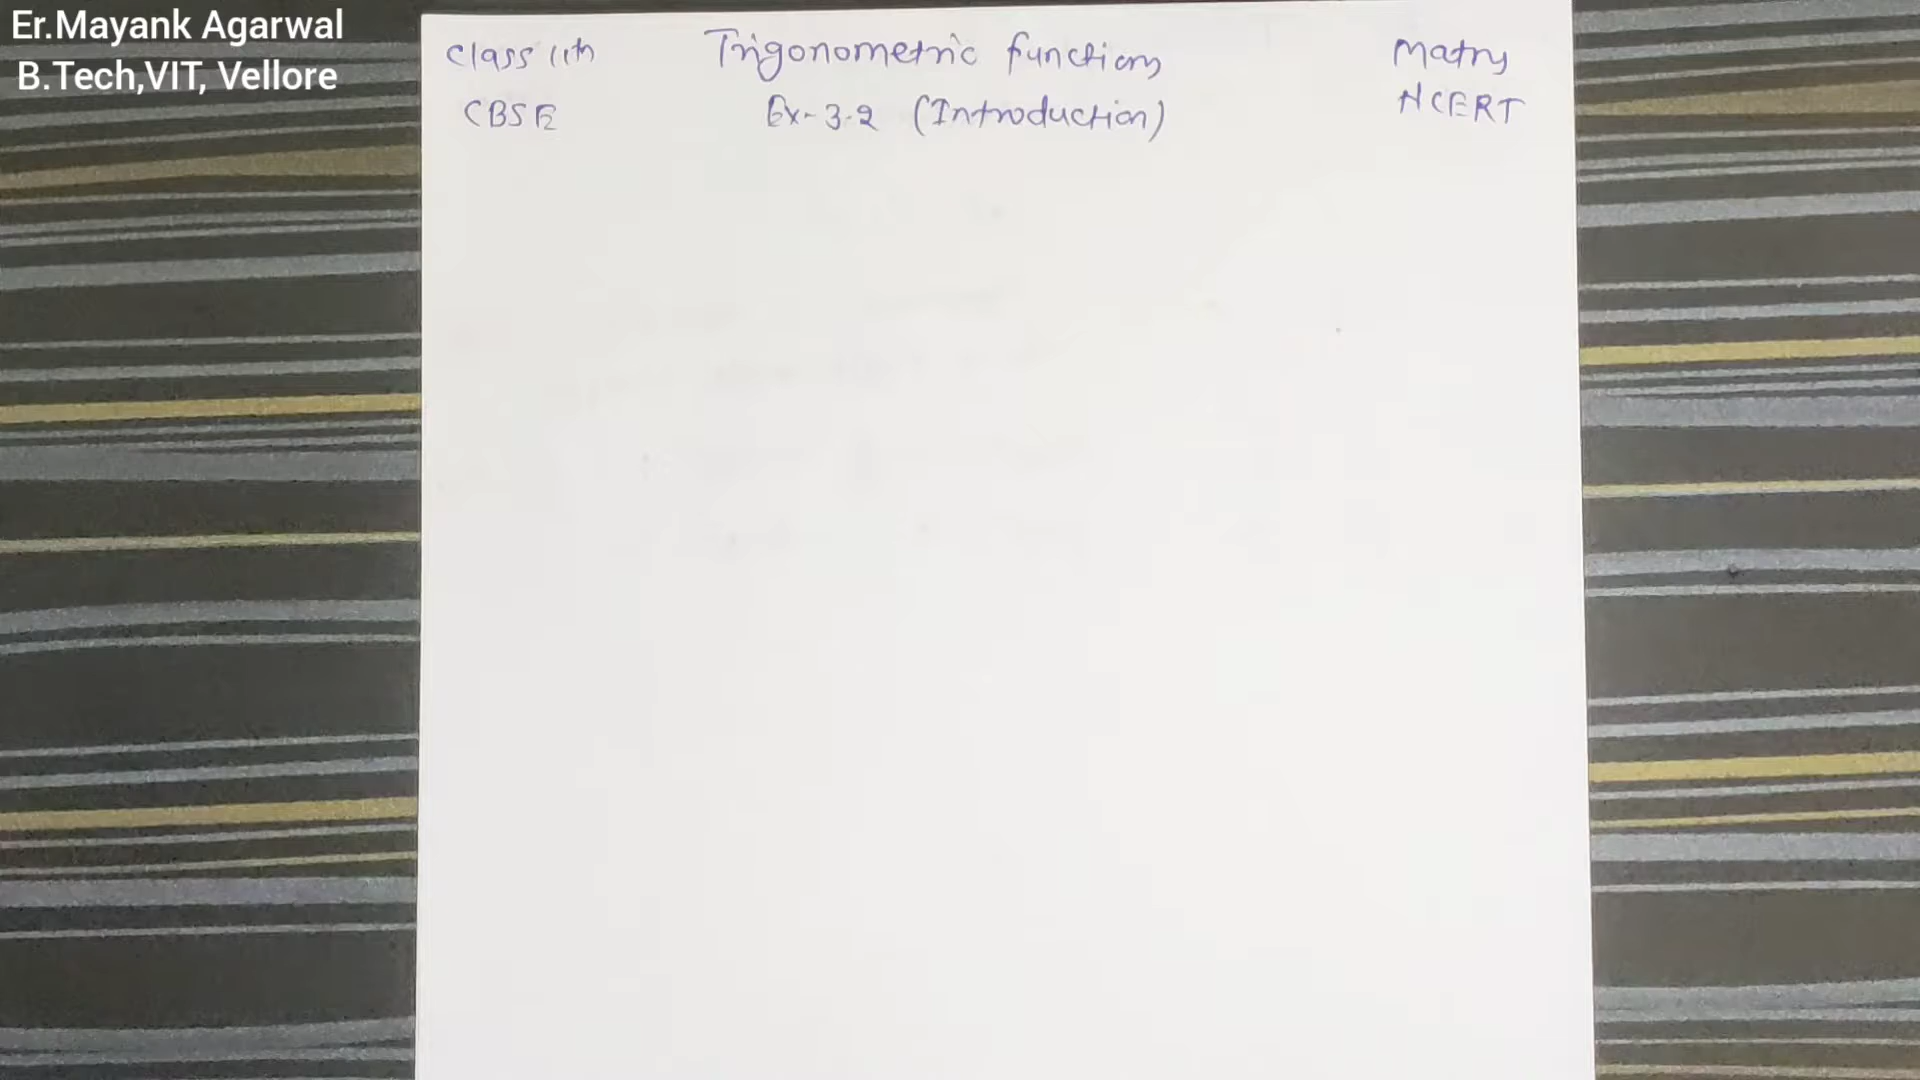 Er.Mayank Agarwal
B.Tech,VIT, Vellore
Class 11th
Trigonometric functions
Maths
CBSE
Ex-3.2 (Introduction)
NCERT